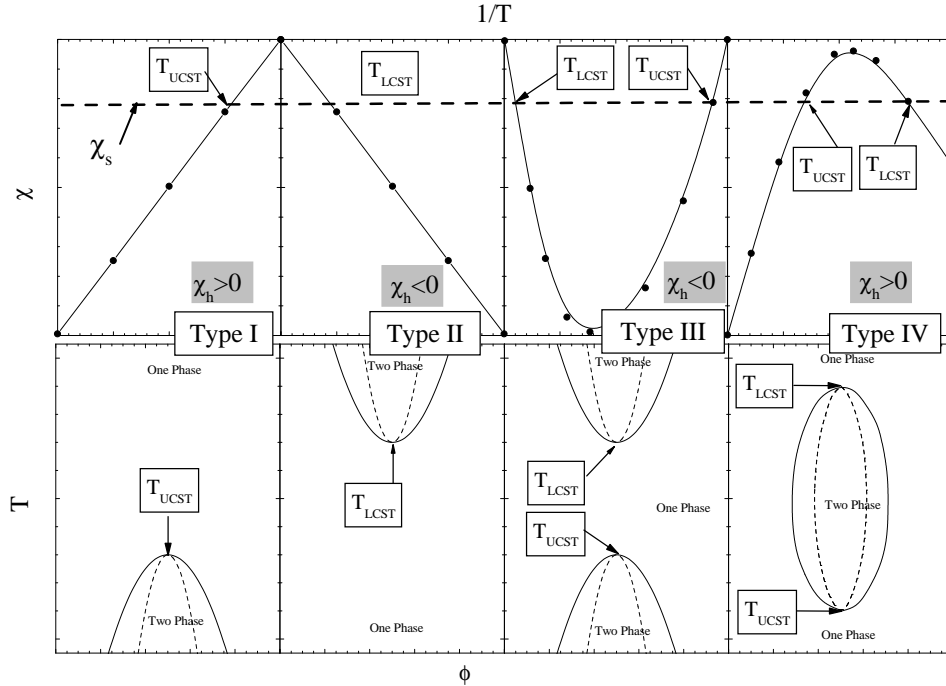 1/T
T_UCST
T_LCST
T_LCST
T_UCST
χ_s
T_UCST
T_LCST
χ
χ_h>0
χ_h<0
χ_h<0
χ_h>0
Type I
Type II
Type III
Type IV
One Phase
Two Phase
Two Phase
One Phase
T_LCST
T_UCST
T_LCST
T_LCST
T
One Phase
Two Phase
T_UCST
Two Phase
One Phase
Two Phase
T_UCST
One Phase
ϕ